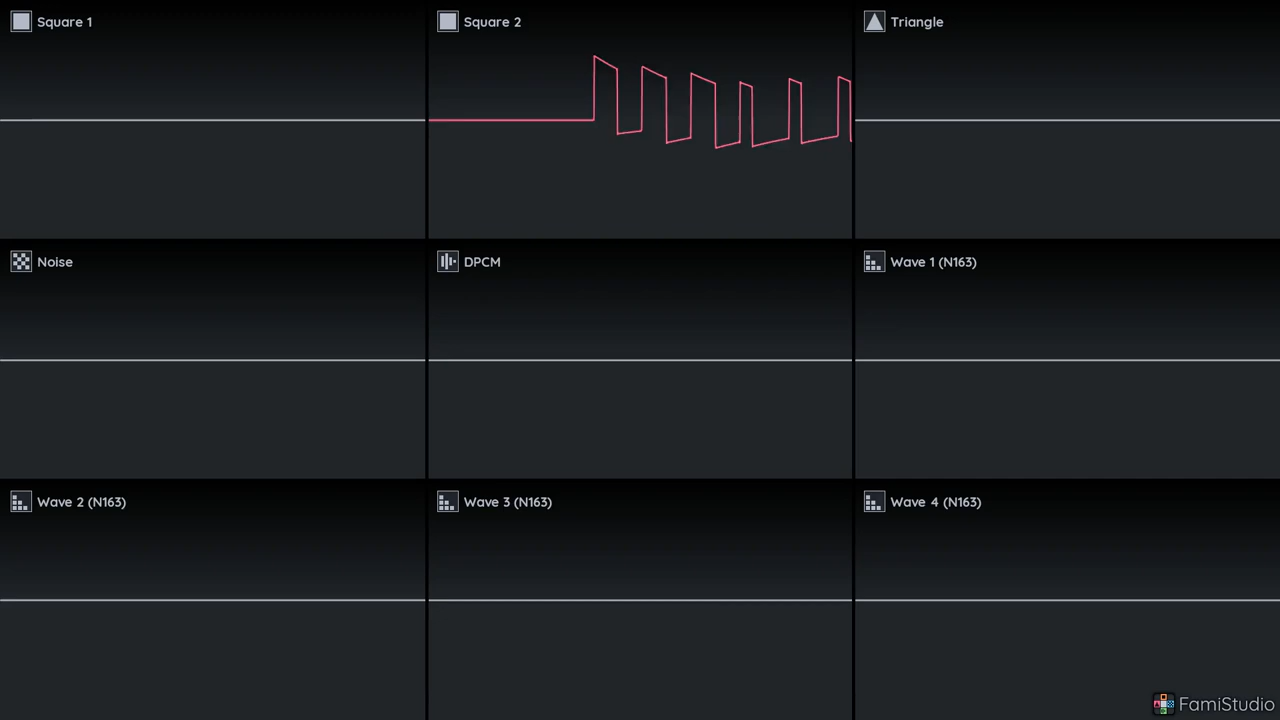 Square 1
Square 2
Triangle
Noise
DPCM
Wave 1 (N163)
Wave 2 (N163)
Wave 3 (N163)
Wave 4 (N163)
FamiStudio